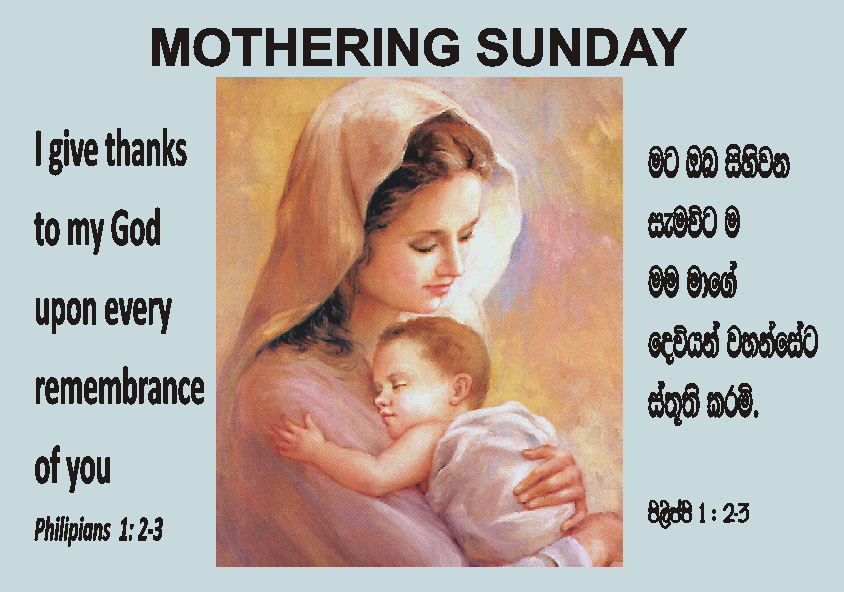 MOTHERING SUNDAY
I give thanks
to my God
upon every
remembrance
of you
Philipians 1: 2-3
මට ඔබ සිහිවන
සැමවිට ම
මම මාගේ
දෙවියන් වහන්සේට
ස්තූති කරමි.
පිලිප්පි 1 : 2-3